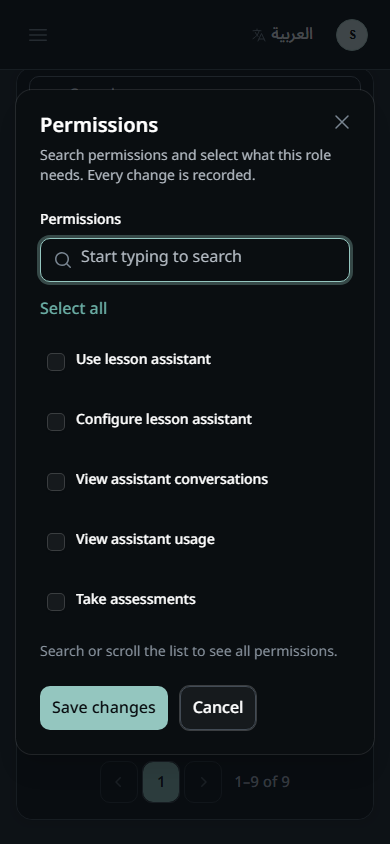 العربية
S
Permissions
Search permissions and select what this role
needs. Every change is recorded.
Permissions
Start typing to search
Select all
Use lesson assistant
Configure lesson assistant
View assistant conversations
View assistant usage
Take assessments
Search or scroll the list to see all permissions.
Save changes
Cancel
1
1–9 of 9